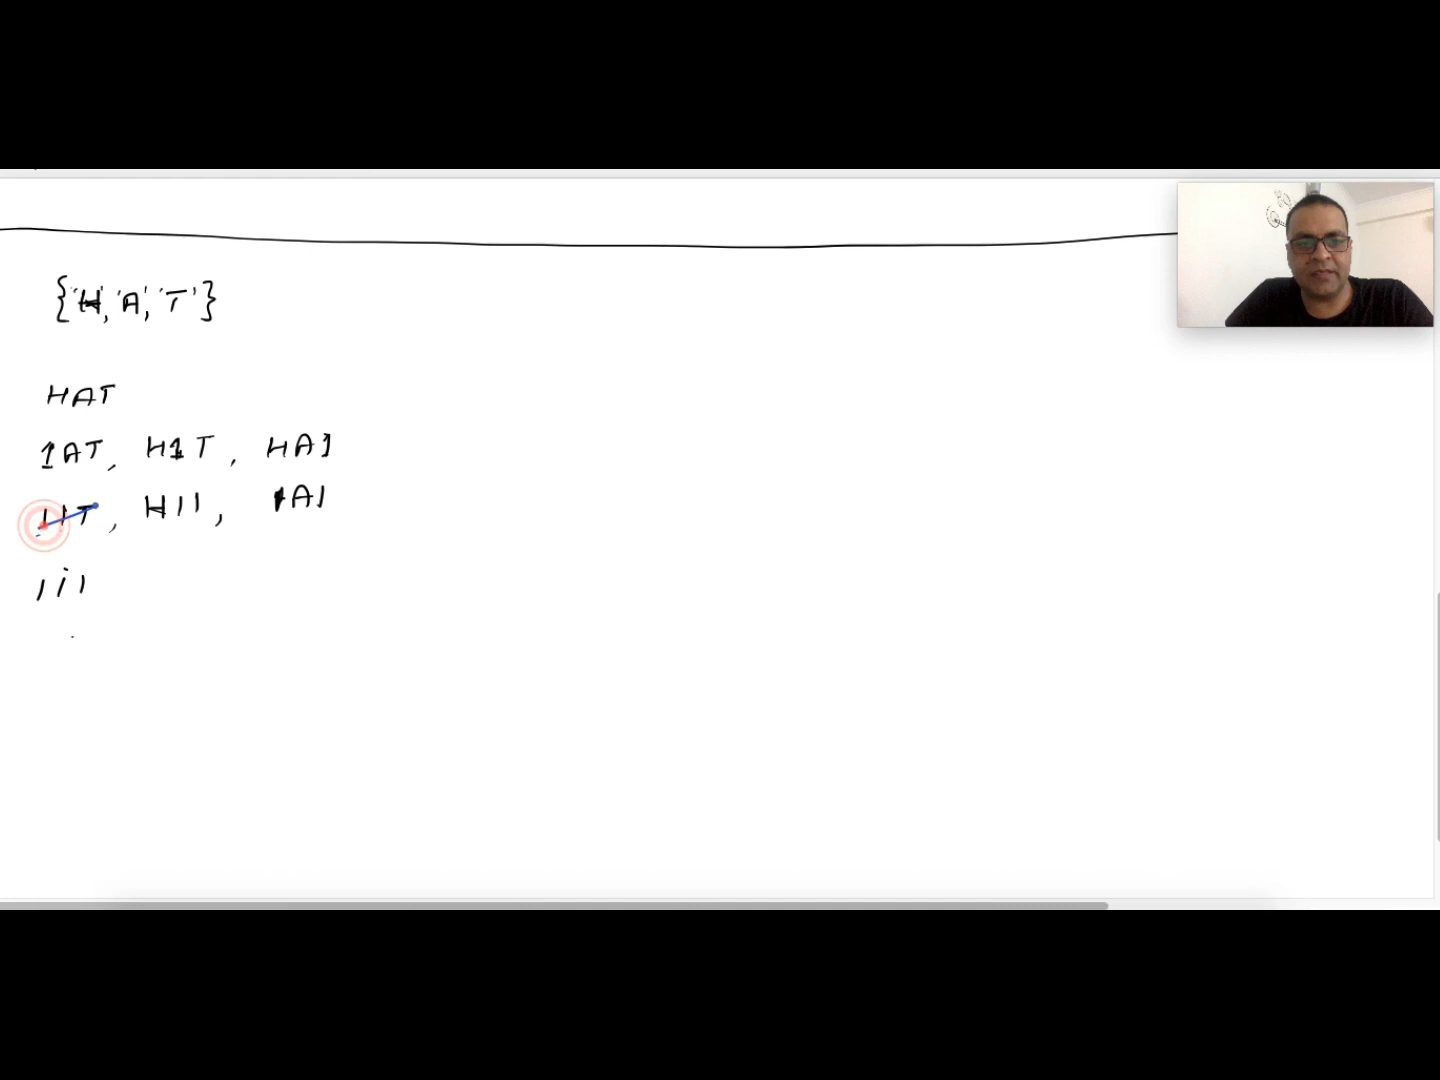 {'H', 'A', 'T'}
HAT
1AT, H1T, HA1
11T, H11, 1A1
111